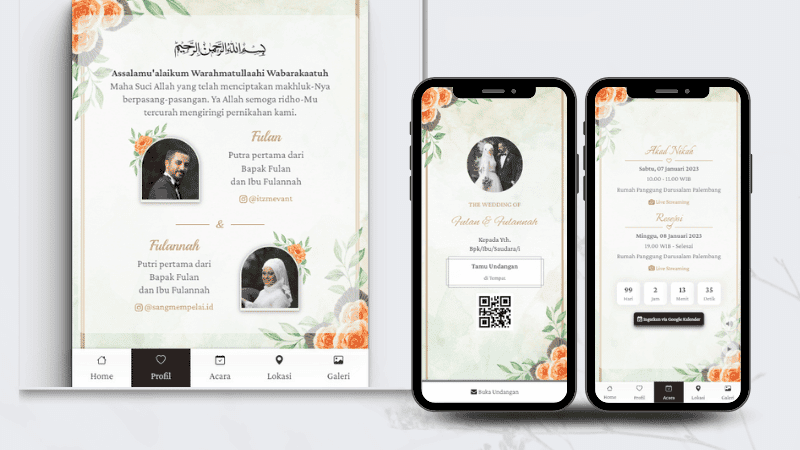 بسم الله الرحمن الرحيم
Assalamu'alaikum Warahmatullaahi Wabarakaatuh
Maha Suci Allah yang telah menciptakan makhluk-Nya
berpasang-pasangan. Ya Allah semoga ridho-Mu
tercurah mengiringi pernikahan kami.
Fulan
Putra pertama dari
Bapak Fulan
dan Ibu Fulannah
@itzmevant
&
Fulannah
Putri pertama dari
Bapak Fulan
dan Ibu Fulannah
@sangmempelai.id
Home Profil Acara Lokasi Galeri
THE WEDDING OF
Fulan & Fulannah
Kepada Yth.
Bpk/Ibu/Saudara/i
Tamu Undangan
di Tempat
Buka Undangan
Akad Nikah
Sabtu, 07 Januari 2023
10.00 - 11.00 WIB
Rumah Panggung Darussalam Palembang
Live Streaming
Resepsi
Minggu, 08 Januari 2023
19.00 WIB - Selesai
Rumah Panggung Darussalam Palembang
Live Streaming
99 2 13 35
Hari Jam Menit Detik
Ingatkan via Google Kalender
Home Profil Acara Lokasi Galeri